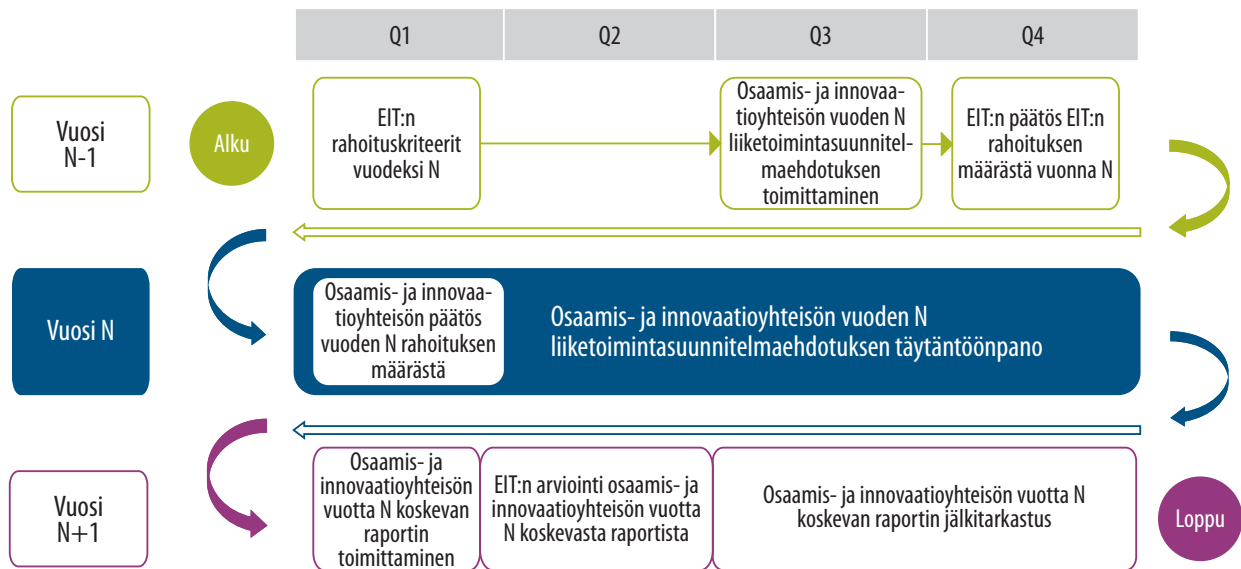 Q1
Q2
Q3
Q4
Vuosi
N-1
Alku
EIT:n
rahoituskriteerit
vuodeksi N
Osaamis- ja innovaa-
tioyhteisön vuoden N
liiketoimintasuunnitel-
maehdotuksen
toimittaminen
EIT:n päätös EIT:n
rahoituksen
määrästä vuonna N
Vuosi N
Osaamis- ja innovaa-
tioyhteisön päätös
vuoden N rahoituksen
määrästä
Osaamis- ja innovaatioyhteisön vuoden N
liiketoimintasuunnitelmaehdotuksen täytäntöönpano
Vuosi
N+1
Osaamis- ja
innovaatioyhteisön
vuotta N koskevan
raportin
toimittaminen
EIT:n arviointi osaamis- ja
innovaatioyhteisön vuotta
N koskevasta raportista
Osaamis- ja innovaatioyhteisön vuotta N
koskevan raportin jälkitarkastus
Loppu